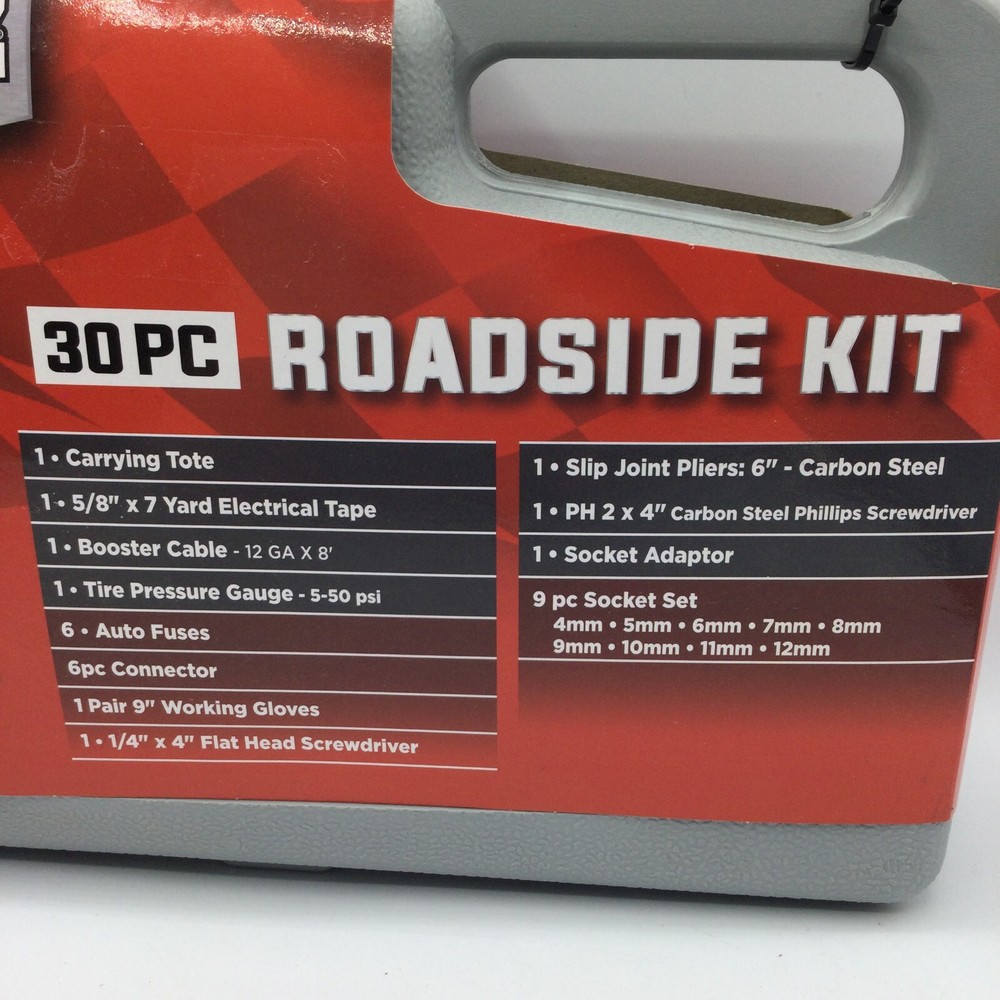 30 PC ROADSIDE KIT
1 • Carrying Tote
1 • 5/8" x 7 Yard Electrical Tape
1 • Booster Cable - 12 GA X 8'
1 • Tire Pressure Gauge - 5-50 psi
6 • Auto Fuses
6pc Connector
1 Pair 9" Working Gloves
1 • 1/4" x 4" Flat Head Screwdriver
1 • Slip Joint Pliers: 6" - Carbon Steel
1 • PH 2 x 4" Carbon Steel Phillips Screwdriver
1 • Socket Adaptor
9 pc Socket Set
4mm • 5mm • 6mm • 7mm • 8mm
9mm • 10mm • 11mm • 12mm